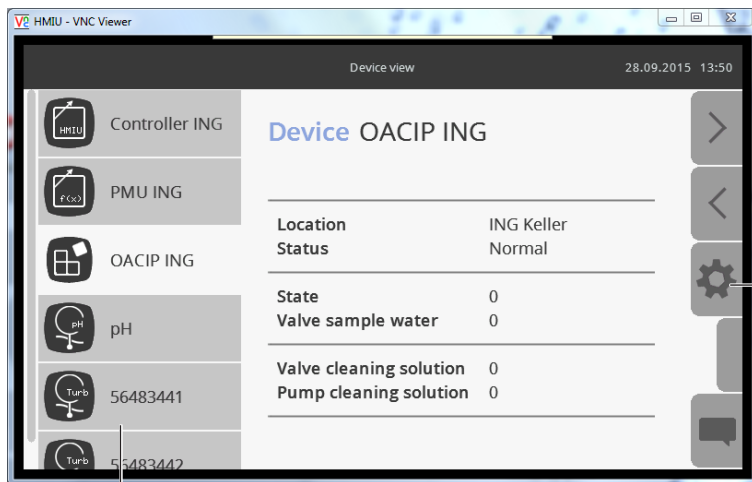 V2 HMIU - VNC Viewer
Device view
28.09.2015 13:50
HMIU
Controller ING
f(x)
PMU ING
OACIP ING
pH
pH
Turb
56483441
Turb
56483442
Device OACIP ING
Location ING Keller
Status Normal
State 0
Valve sample water 0
Valve cleaning solution 0
Pump cleaning solution 0